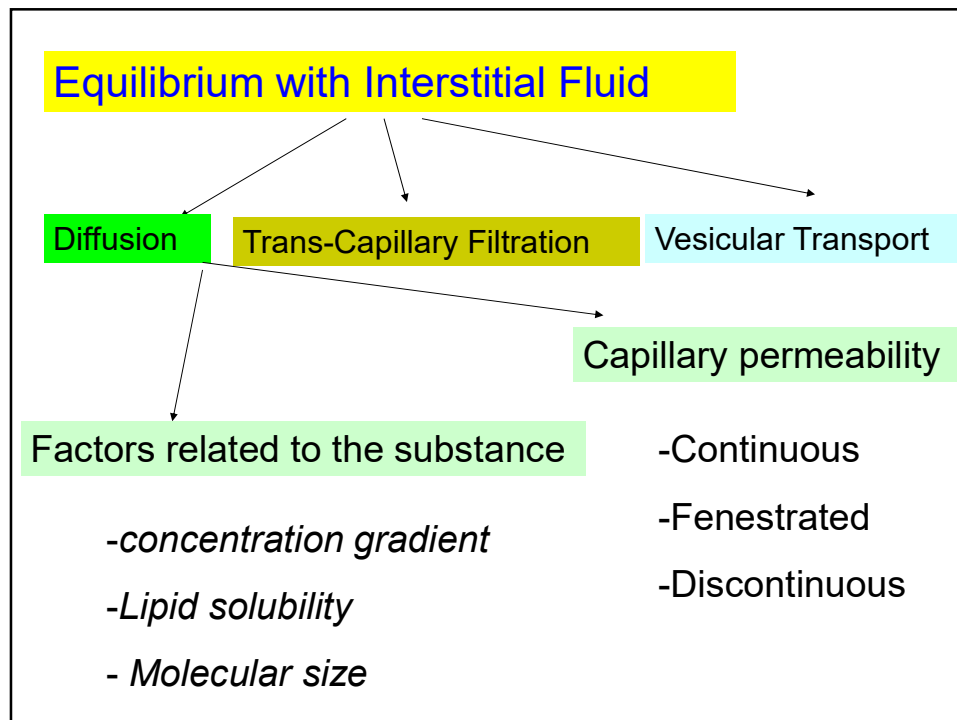 Equilibrium with Interstitial Fluid
Diffusion
Trans-Capillary Filtration
Vesicular Transport
Capillary permeability
Factors related to the substance
-Continuous
-Fenestrated
-Discontinuous
-concentration gradient
-Lipid solubility
- Molecular size